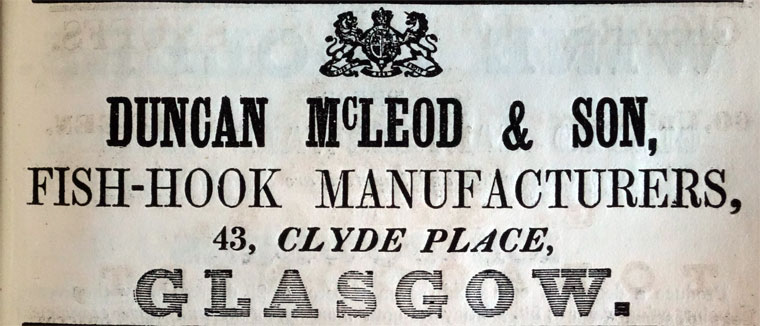 DUNCAN McLEOD & SON,
FISH-HOOK MANUFACTURERS,
43, CLYDE PLACE,
GLASGOW.